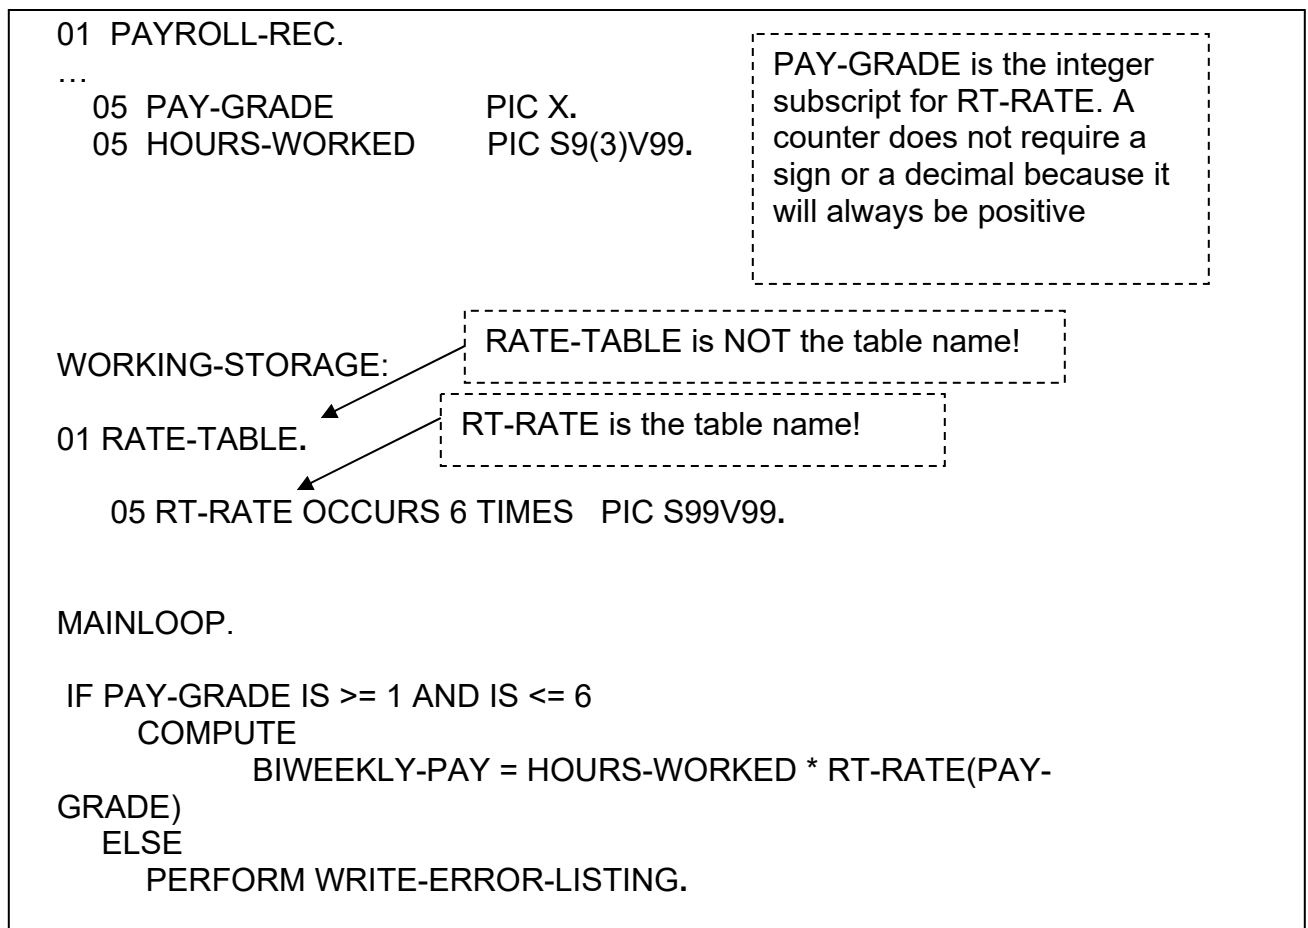 01 PAYROLL-REC.
…
05 PAY-GRADE PIC X.
05 HOURS-WORKED PIC S9(3)V99.
PAY-GRADE is the integer
subscript for RT-RATE. A
counter does not require a
sign or a decimal because it
will always be positive
RATE-TABLE is NOT the table name!
WORKING-STORAGE:
RT-RATE is the table name!
01 RATE-TABLE.
05 RT-RATE OCCURS 6 TIMES PIC S99V99.
MAINLOOP.
IF PAY-GRADE IS >= 1 AND IS <= 6
COMPUTE
BIWEEKLY-PAY = HOURS-WORKED * RT-RATE(PAY-
GRADE)
ELSE
PERFORM WRITE-ERROR-LISTING.